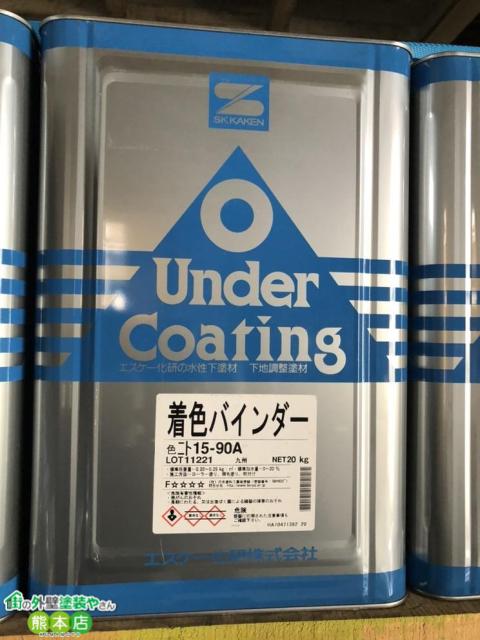 SK KAKEN
Under
Coating
エスケー化研の水性下塗材 下地調整塗材
着色バインダー
色 ﾆﾄ15-90A
LOT11221 九州 NET20 kg
F☆☆☆☆
危険
エスケー化研株式会社
街の外壁塗装やさん
熊本店
KUMAMOTO